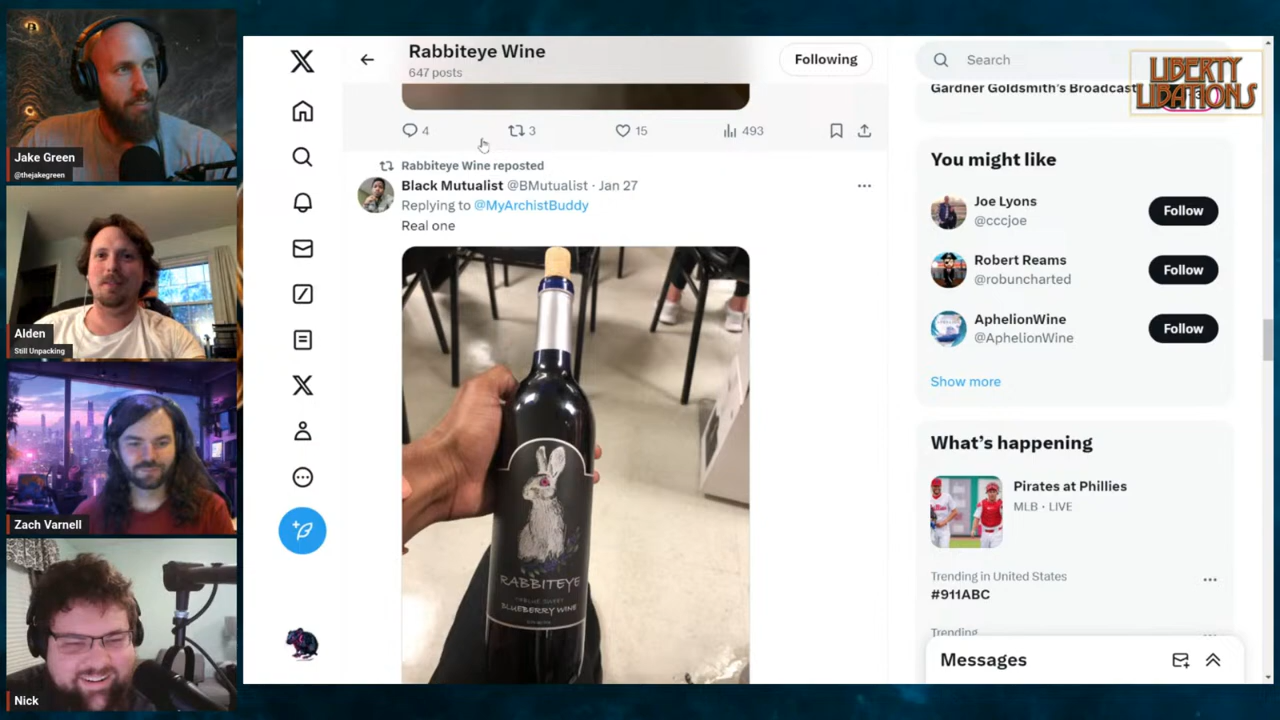 Jake Green
@thejakegreen
Alden
Still Unpacking
Zach Varnell
Nick
Rabbiteye Wine
647 posts
Following
4
3
15
493
Rabbiteye Wine reposted
Black Mutualist @BMutualist · Jan 27
Replying to @MyArchistBuddy
Real one
RABBITEYE
BLUEBERRY WINE
Search
LIBERTY
LIBATIONS
Gardner Goldsmith's Broadcast
You might like
Joe Lyons
@cccjoe
Follow
Robert Reams
@robuncharted
Follow
AphelionWine
@AphelionWine
Follow
Show more
What's happening
Pirates at Phillies
MLB · LIVE
Trending in United States
#911ABC
Trending
Messages